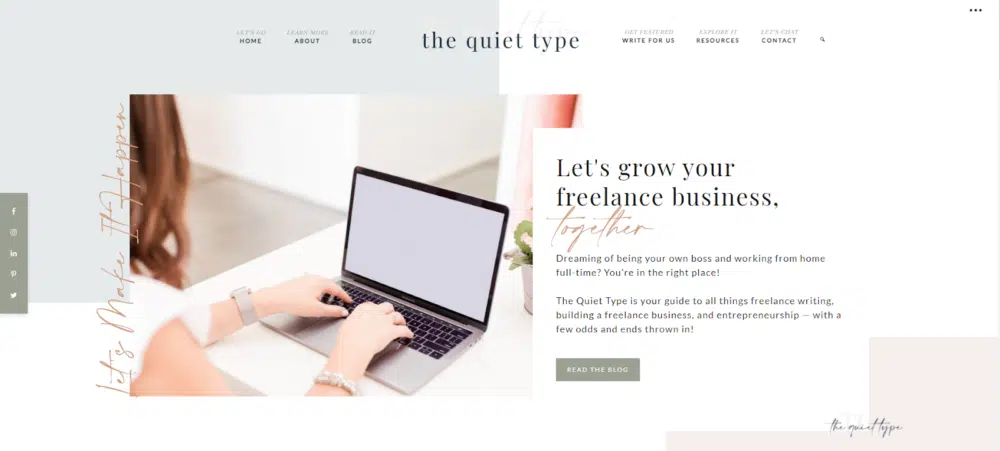 LET'S GO
HOME
LEARN MORE
ABOUT
READ IT
BLOG
the quiet type
GET FEATURED
WRITE FOR US
EXPLORE IT
RESOURCES
LET'S CHAT
CONTACT
Let's Make It Happen
Let's grow your
freelance business,
together
Dreaming of being your own boss and working from home
full-time? You're in the right place!
The Quiet Type is your guide to all things freelance writing,
building a freelance business, and entrepreneurship — with a
few odds and ends thrown in!
READ THE BLOG
the quiet type